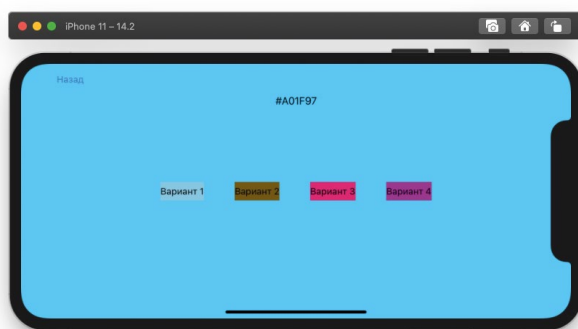 iPhone 11 – 14.2
Назад
#A01F97
Вариант 1 Вариант 2 Вариант 3 Вариант 4